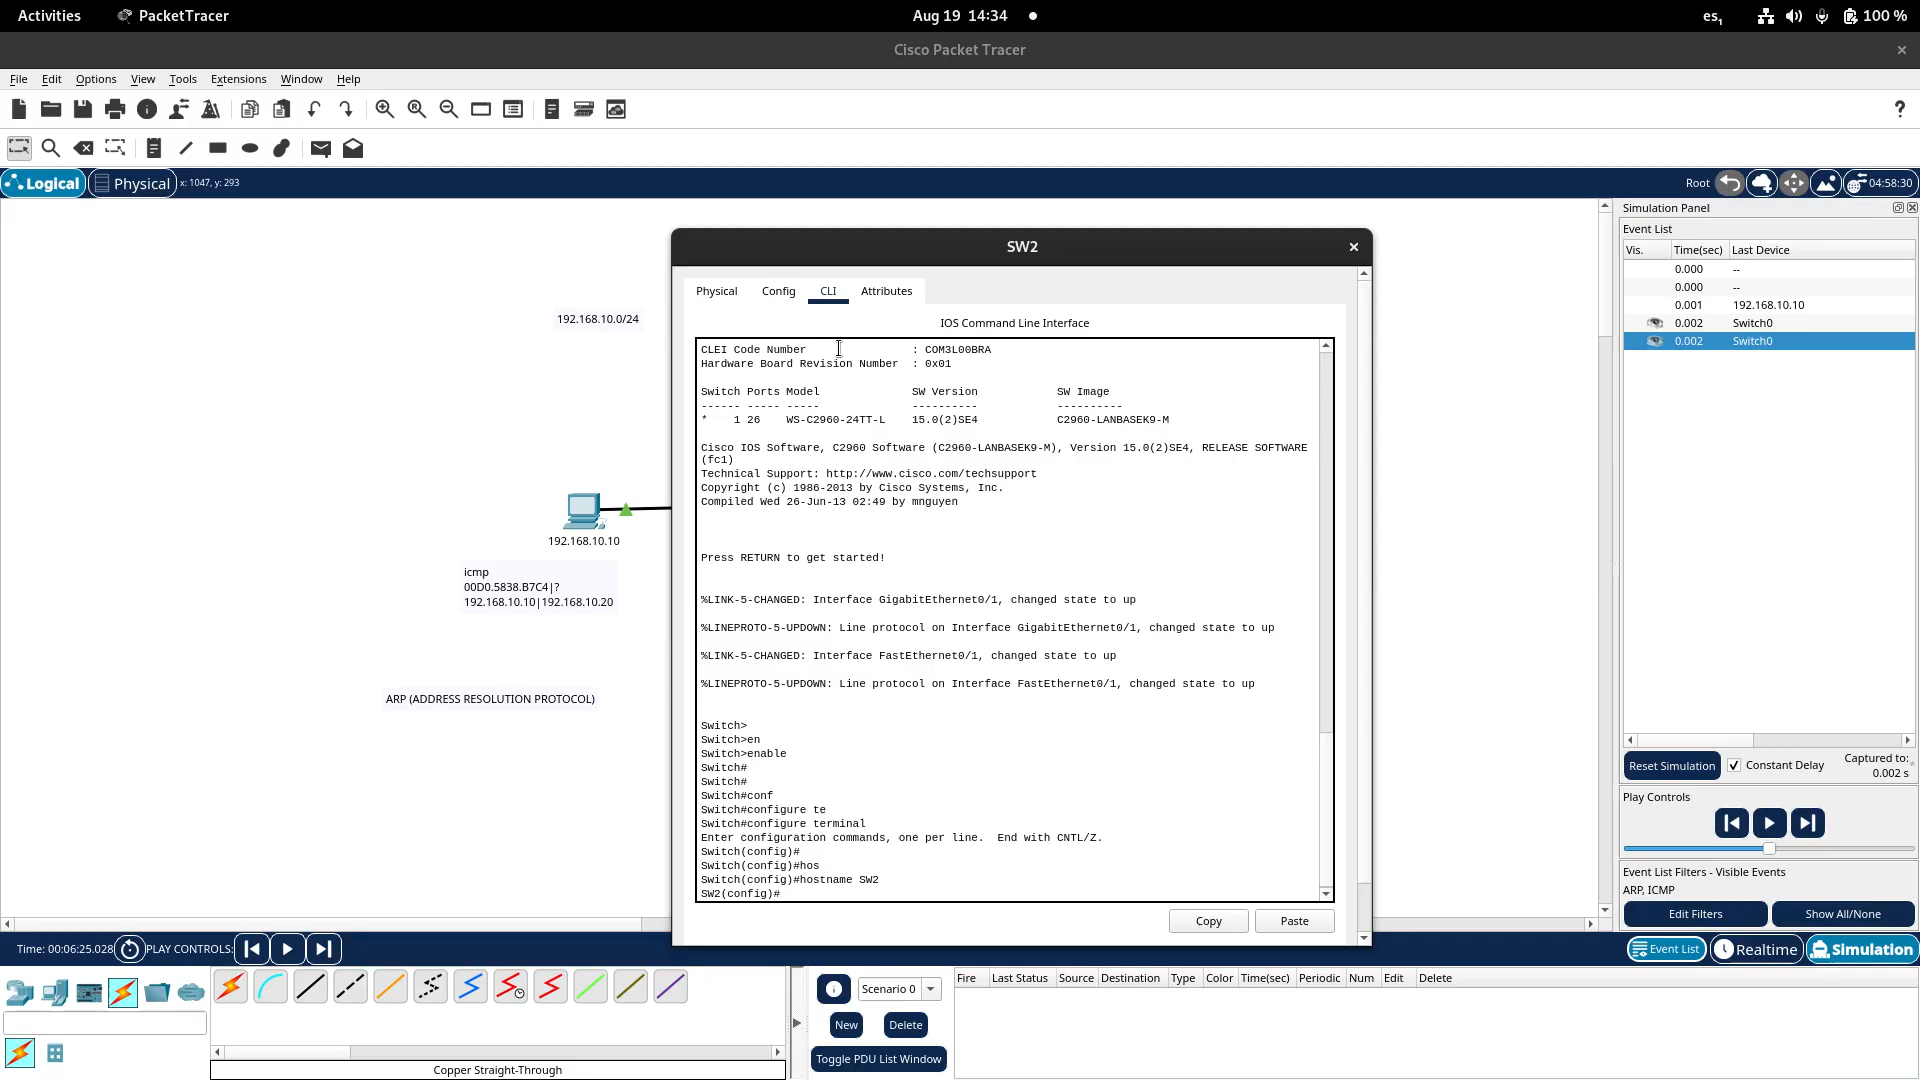 Activities
PacketTracer
Aug 19 14:34
es₁
100 %
Cisco Packet Tracer
File Edit Options View Tools Extensions Window Help
Logical
Physical
x: 1047, y: 293
Root
04:58:30
192.168.10.0/24
192.168.10.10
icmp
00D0.5838.B7C4|?
192.168.10.10|192.168.10.20
ARP (ADDRESS RESOLUTION PROTOCOL)
SW2
Physical Config CLI Attributes
IOS Command Line Interface
CLEI Code Number : COM3L00BRA
Hardware Board Revision Number : 0x01
Switch Ports Model SW Version SW Image
------ ----- ----- ---------- ----------
* 1 26 WS-C2960-24TT-L 15.0(2)SE4 C2960-LANBASEK9-M
Cisco IOS Software, C2960 Software (C2960-LANBASEK9-M), Version 15.0(2)SE4, RELEASE SOFTWARE
(fc1)
Technical Support: http://www.cisco.com/techsupport
Copyright (c) 1986-2013 by Cisco Systems, Inc.
Compiled Wed 26-Jun-13 02:49 by mnguyen
Press RETURN to get started!
%LINK-5-CHANGED: Interface GigabitEthernet0/1, changed state to up
%LINEPROTO-5-UPDOWN: Line protocol on Interface GigabitEthernet0/1, changed state to up
%LINK-5-CHANGED: Interface FastEthernet0/1, changed state to up
%LINEPROTO-5-UPDOWN: Line protocol on Interface FastEthernet0/1, changed state to up
Switch>
Switch>en
Switch>enable
Switch#
Switch#
Switch#conf
Switch#configure te
Switch#configure terminal
Enter configuration commands, one per line. End with CNTL/Z.
Switch(config)#
Switch(config)#hos
Switch(config)#hostname SW2
SW2(config)#
Copy
Paste
Simulation Panel
Event List
Vis. Time(sec) Last Device
0.000 --
0.000 --
0.001 192.168.10.10
0.002 Switch0
0.002 Switch0
Reset Simulation
Constant Delay
Captured to:
0.002 s
Play Controls
Event List Filters - Visible Events
ARP, ICMP
Edit Filters
Show All/None
Time: 00:06:25.028
PLAY CONTROLS:
Event List
Realtime
Simulation
Scenario 0
New
Delete
Toggle PDU List Window
Fire Last Status Source Destination Type Color Time(sec) Periodic Num Edit Delete
Copper Straight-Through